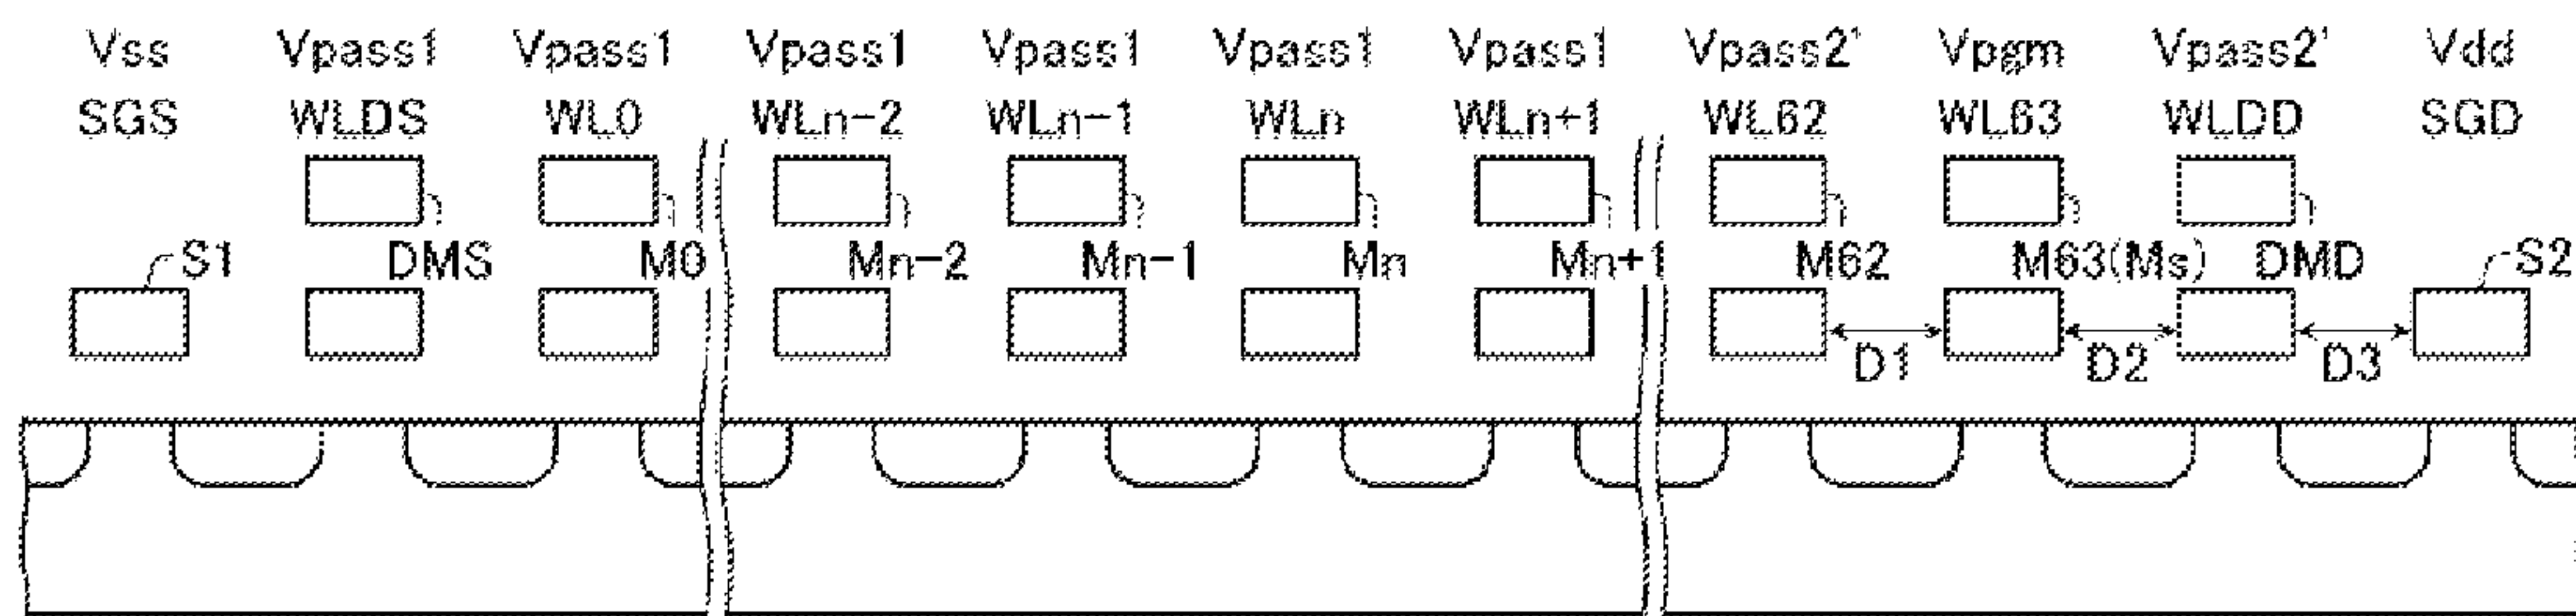 Vss Vpass1 Vpass1 Vpass1 Vpass1 Vpass1 Vpass1 Vpass2' Vpgm Vpass2' Vdd
SGS WLDS WL0 WLn-2 WLn-1 WLn WLn+1 WL62 WL63 WLDD SGD
S1 DMS M0 Mn-2 Mn-1 Mn Mn+1 M62 M63(Ms) DMD S2
D1 D2 D3